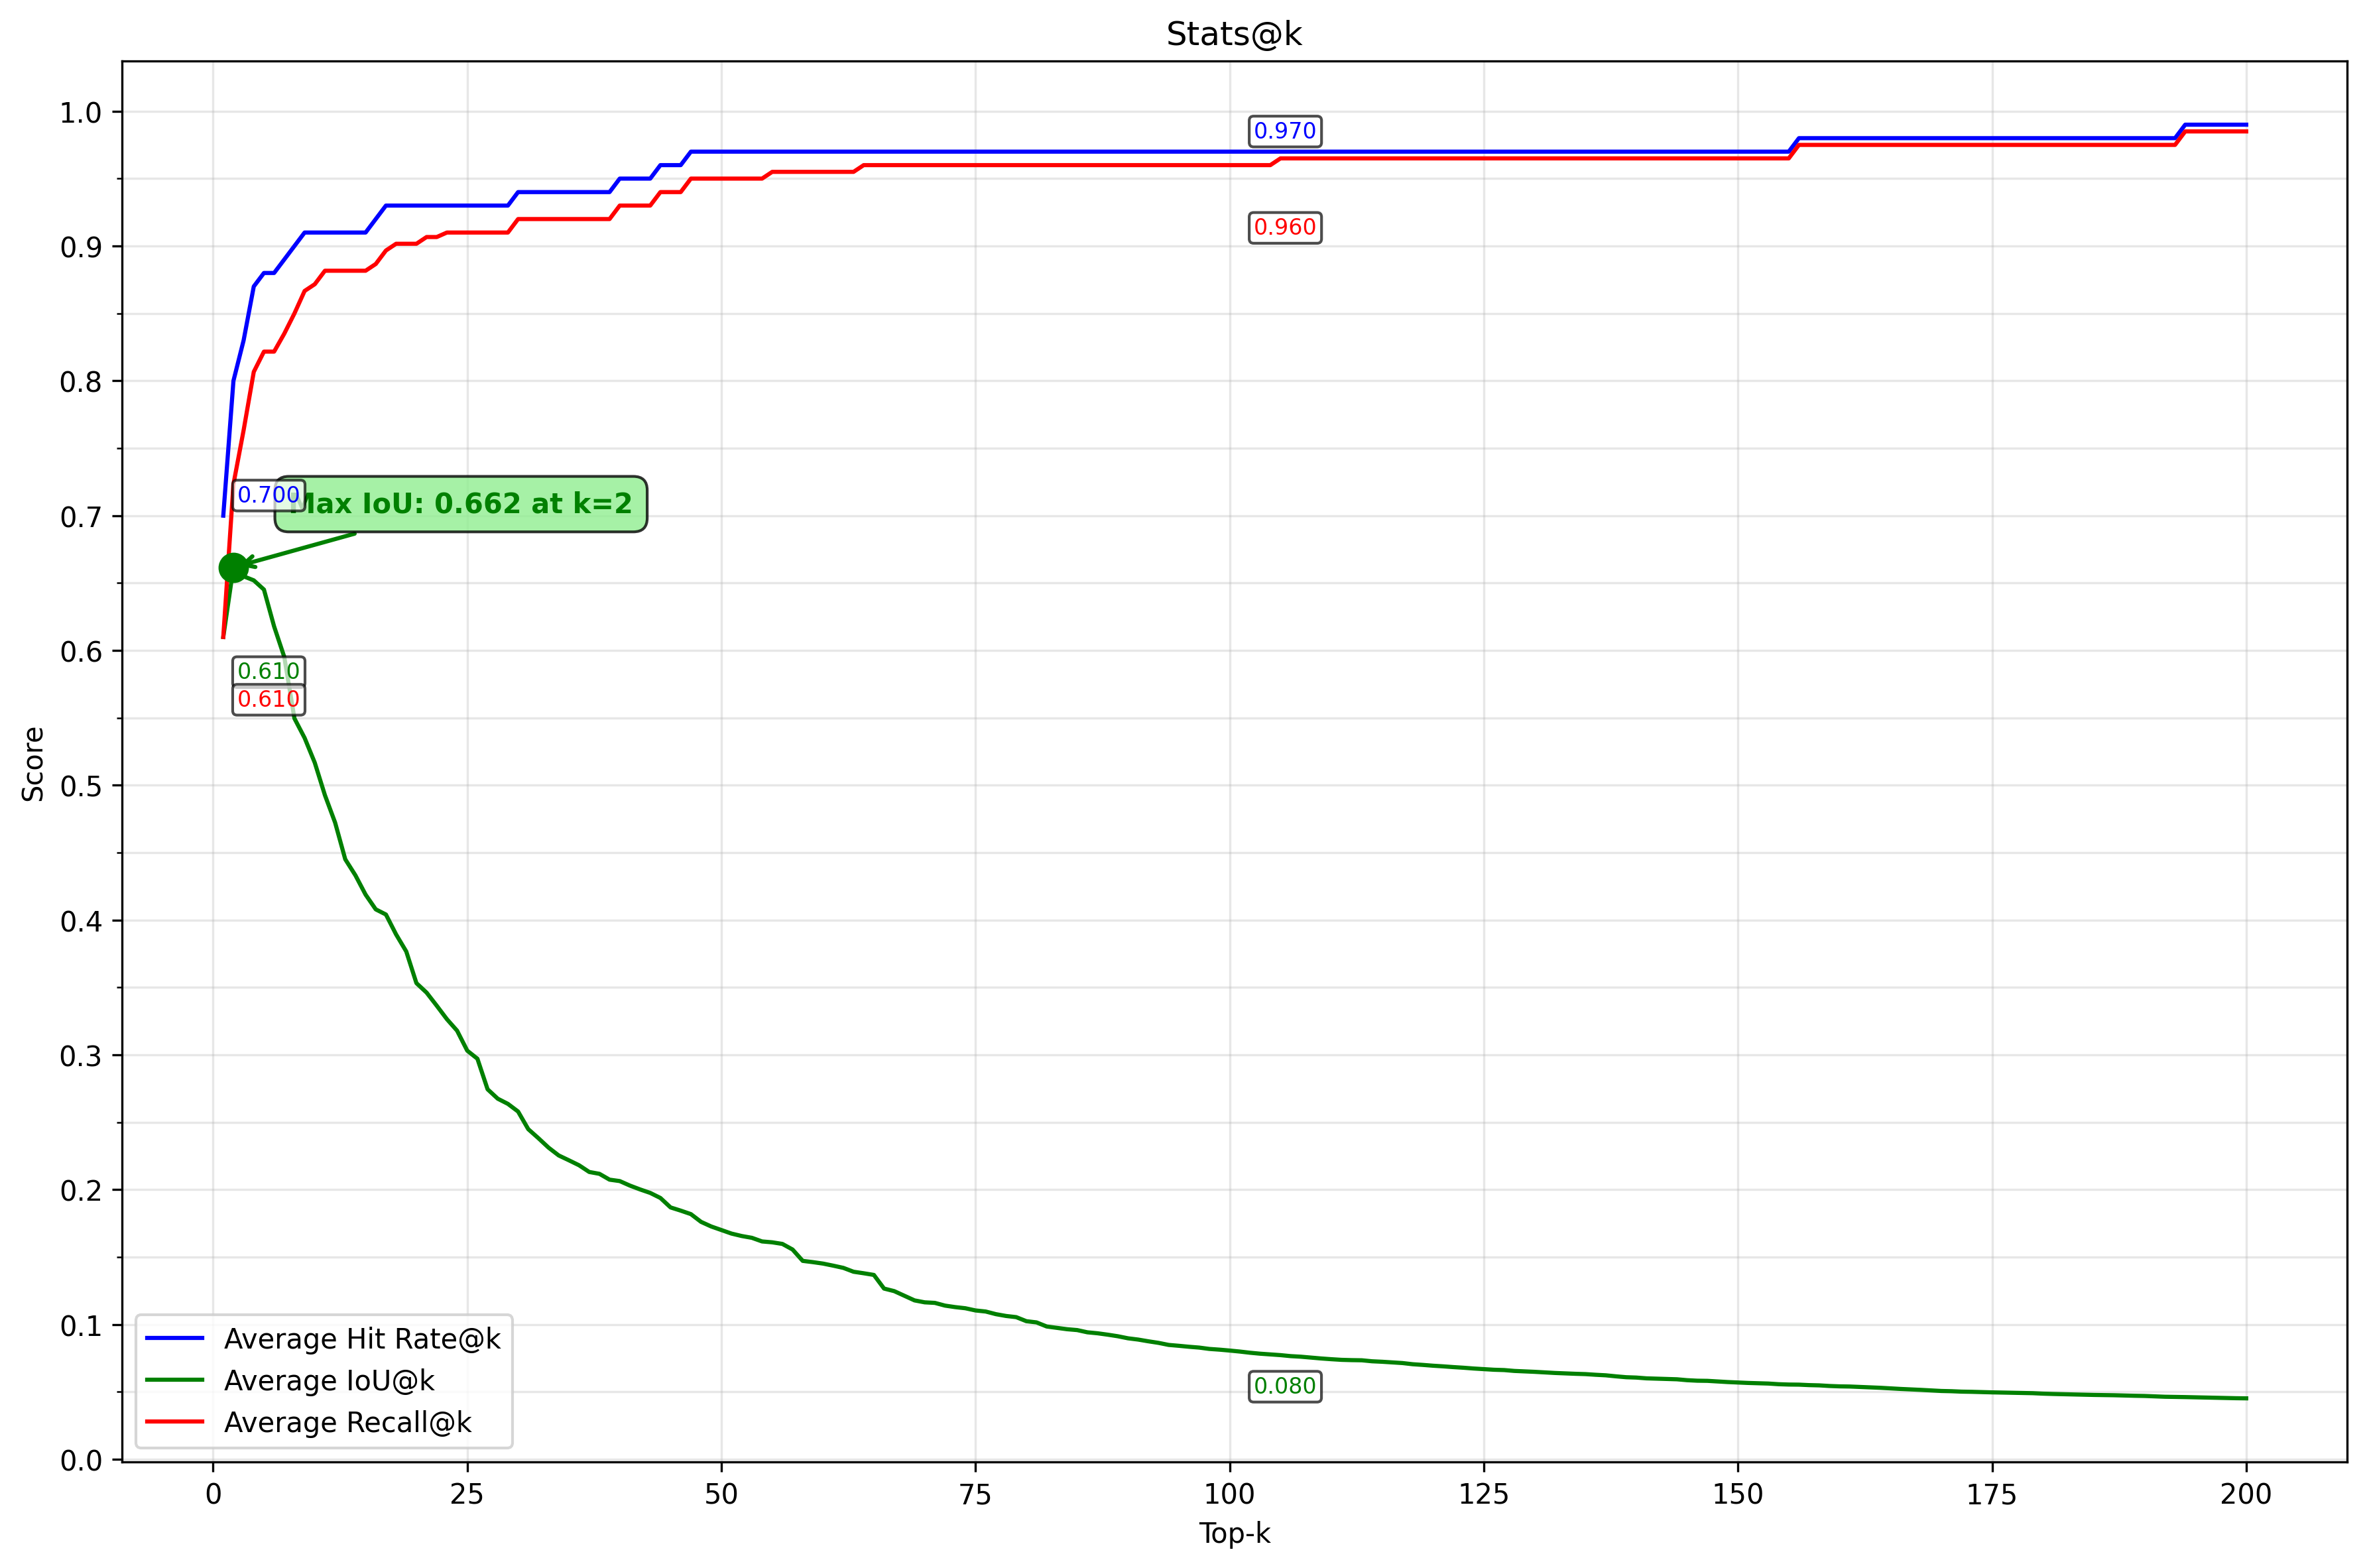 Stats@k
1.0
0.9
0.8
0.7
0.6
0.5
0.4
0.3
0.2
0.1
0.0
Score
0.970
0.960
0.700
Max IoU: 0.662 at k=2
0.610
0.610
0.080
Average Hit Rate@k
Average IoU@k
Average Recall@k
0 25 50 75 100 125 150 175 200
Top-k